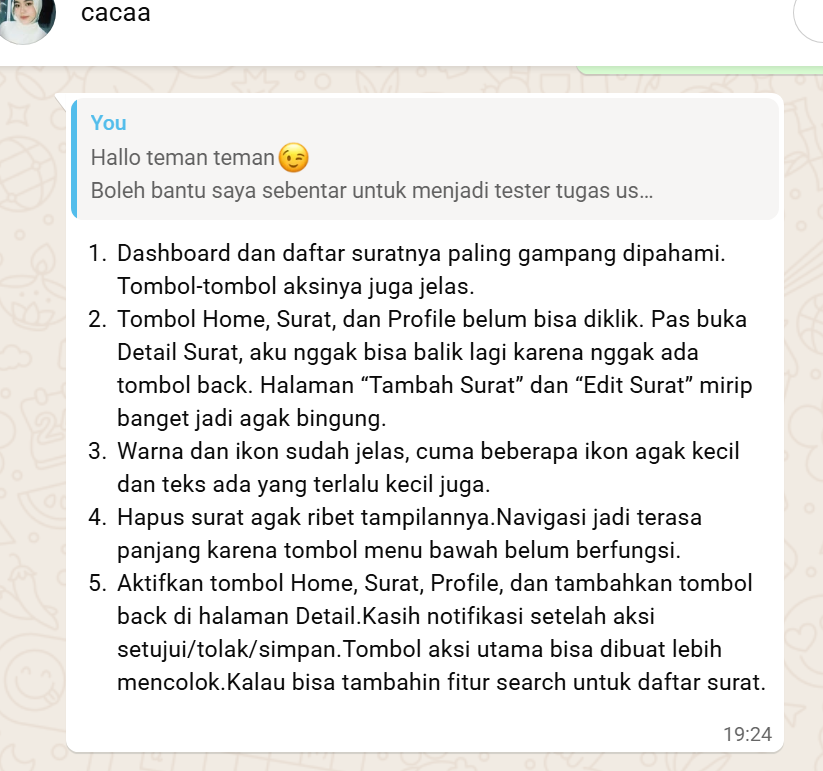 cacaa
You
Hallo teman teman😉
Boleh bantu saya sebentar untuk menjadi tester tugas us...
1. Dashboard dan daftar suratnya paling gampang dipahami.
Tombol-tombol aksinya juga jelas.
2. Tombol Home, Surat, dan Profile belum bisa diklik. Pas buka
Detail Surat, aku nggak bisa balik lagi karena nggak ada
tombol back. Halaman “Tambah Surat” dan “Edit Surat” mirip
banget jadi agak bingung.
3. Warna dan ikon sudah jelas, cuma beberapa ikon agak kecil
dan teks ada yang terlalu kecil juga.
4. Hapus surat agak ribet tampilannya.Navigasi jadi terasa
panjang karena tombol menu bawah belum berfungsi.
5. Aktifkan tombol Home, Surat, Profile, dan tambahkan tombol
back di halaman Detail.Kasih notifikasi setelah aksi
setujui/tolak/simpan.Tombol aksi utama bisa dibuat lebih
mencolok.Kalau bisa tambahin fitur search untuk daftar surat.
19:24